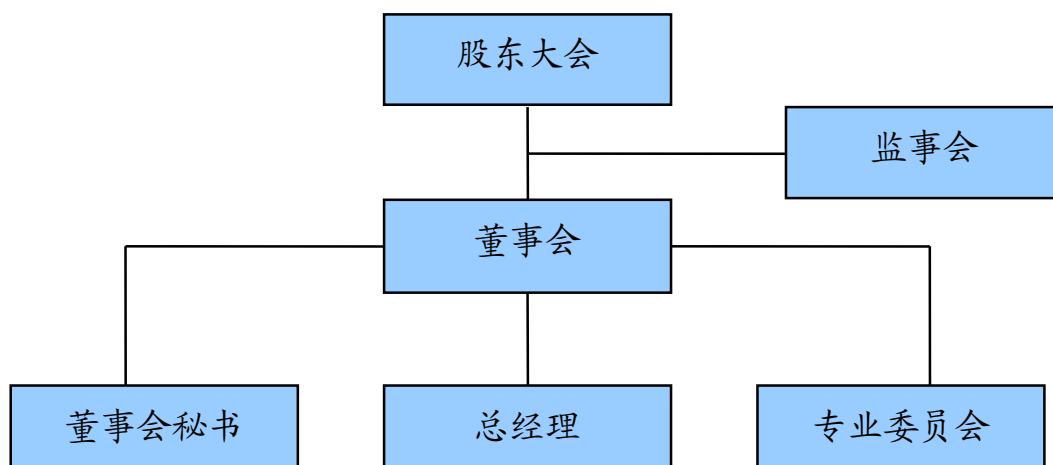 股东大会
监事会
董事会
董事会秘书
总经理
专业委员会